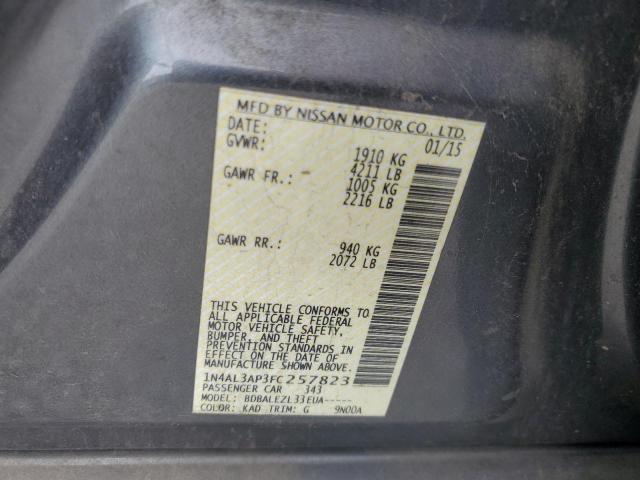 MFD BY NISSAN MOTOR CO., LTD.
DATE: 01/15
GVWR: 1910 KG
4211 LB
GAWR FR.: 1005 KG
2216 LB
GAWR RR.: 940 KG
2072 LB
THIS VEHICLE CONFORMS TO
ALL APPLICABLE FEDERAL
MOTOR VEHICLE SAFETY,
BUMPER, AND THEFT
PREVENTION STANDARDS IN
EFFECT ON THE DATE OF
MANUFACTURE SHOWN ABOVE.
1N4AL3AP3FC257823
PASSENGER CAR 343
MODEL: BDBALEZL33EUA-----
COLOR: KAD TRIM: G 9N00A